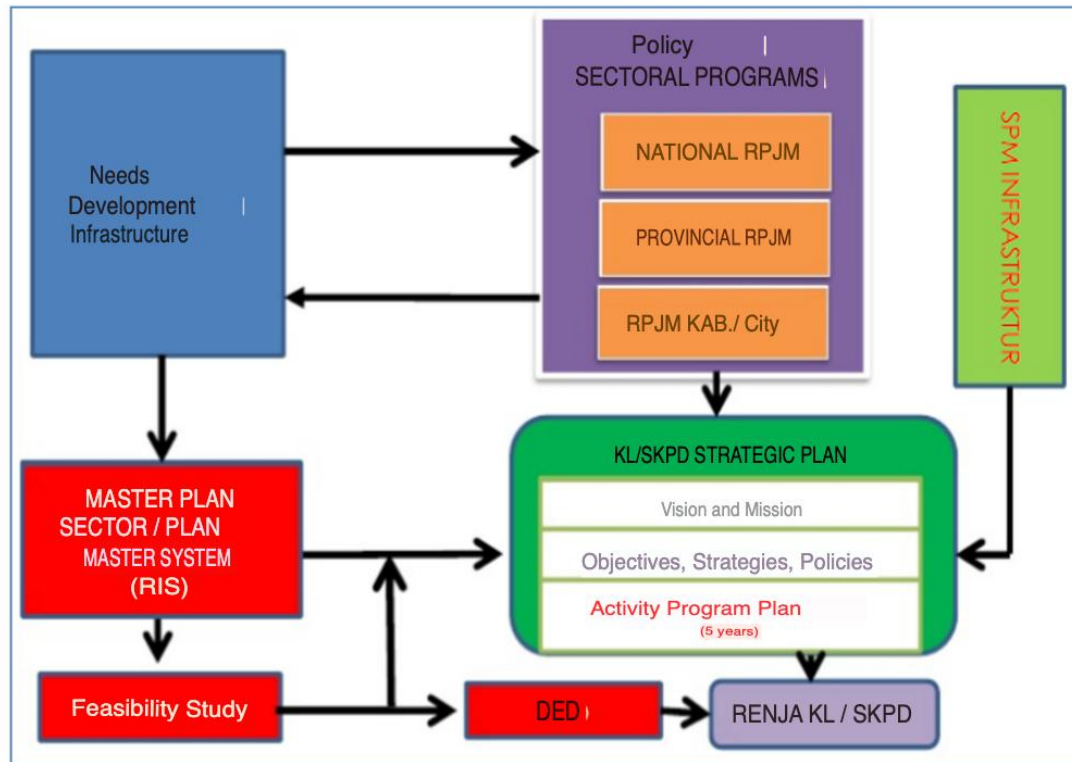 Policy
SECTORAL PROGRAMS
NATIONAL RPJM
PROVINCIAL RPJM
RPJM KAB./ City
Needs
Development
Infrastructure
SPM INFRASTRUKTUR
MASTER PLAN
SECTOR / PLAN
MASTER SYSTEM
(RIS)
KL/SKPD STRATEGIC PLAN
Vision and Mission
Objectives, Strategies, Policies
Activity Program Plan
(5 years)
Feasibility Study
DED
RENJA KL / SKPD